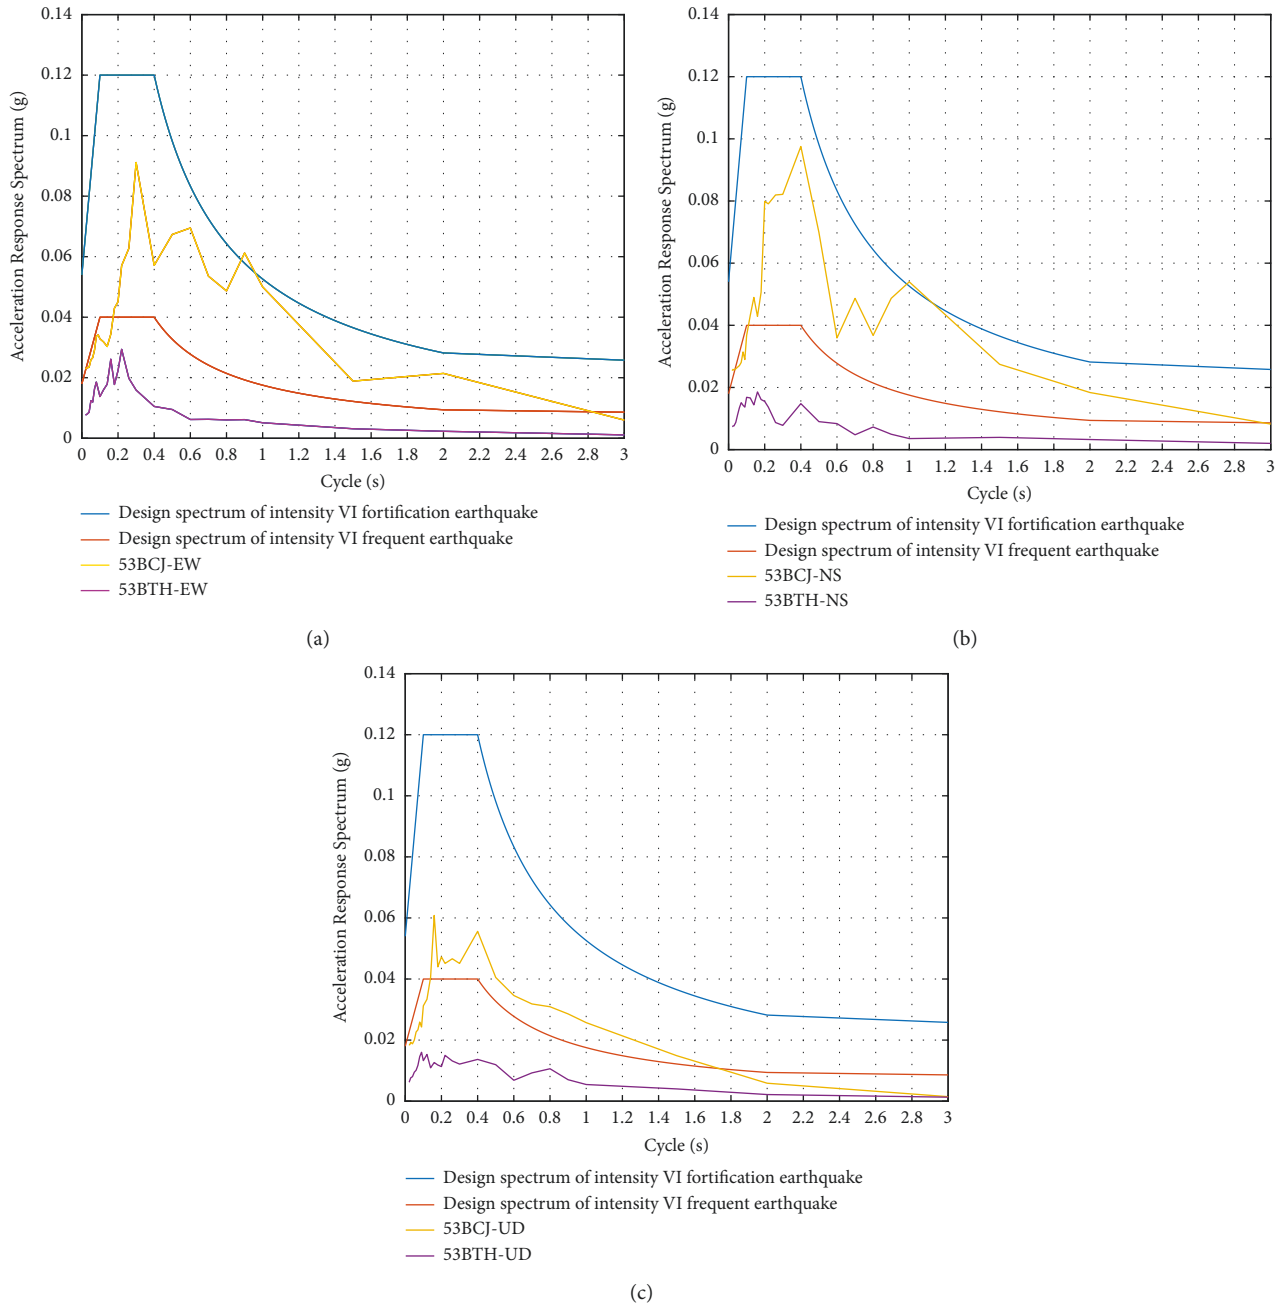 0.14
0.12
0.1
0.08
0.06
0.04
0.02
0
Acceleration Response Spectrum (g)
0 0.2 0.4 0.6 0.8 1 1.2 1.4 1.6 1.8 2 2.2 2.4 2.6 2.8 3
Cycle (s)
Design spectrum of intensity VI fortification earthquake
Design spectrum of intensity VI frequent earthquake
53BCJ-EW
53BTH-EW
(a)
0.14
0.12
0.1
0.08
0.06
0.04
0.02
0
Acceleration Response Spectrum (g)
0 0.2 0.4 0.6 0.8 1 1.2 1.4 1.6 1.8 2 2.2 2.4 2.6 2.8 3
Cycle (s)
Design spectrum of intensity VI fortification earthquake
Design spectrum of intensity VI frequent earthquake
53BCJ-NS
53BTH-NS
(b)
0.14
0.12
0.1
0.08
0.06
0.04
0.02
0
Acceleration Response Spectrum (g)
0 0.2 0.4 0.6 0.8 1 1.2 1.4 1.6 1.8 2 2.2 2.4 2.6 2.8 3
Cycle (s)
Design spectrum of intensity VI fortification earthquake
Design spectrum of intensity VI frequent earthquake
53BCJ-UD
53BTH-UD
(c)